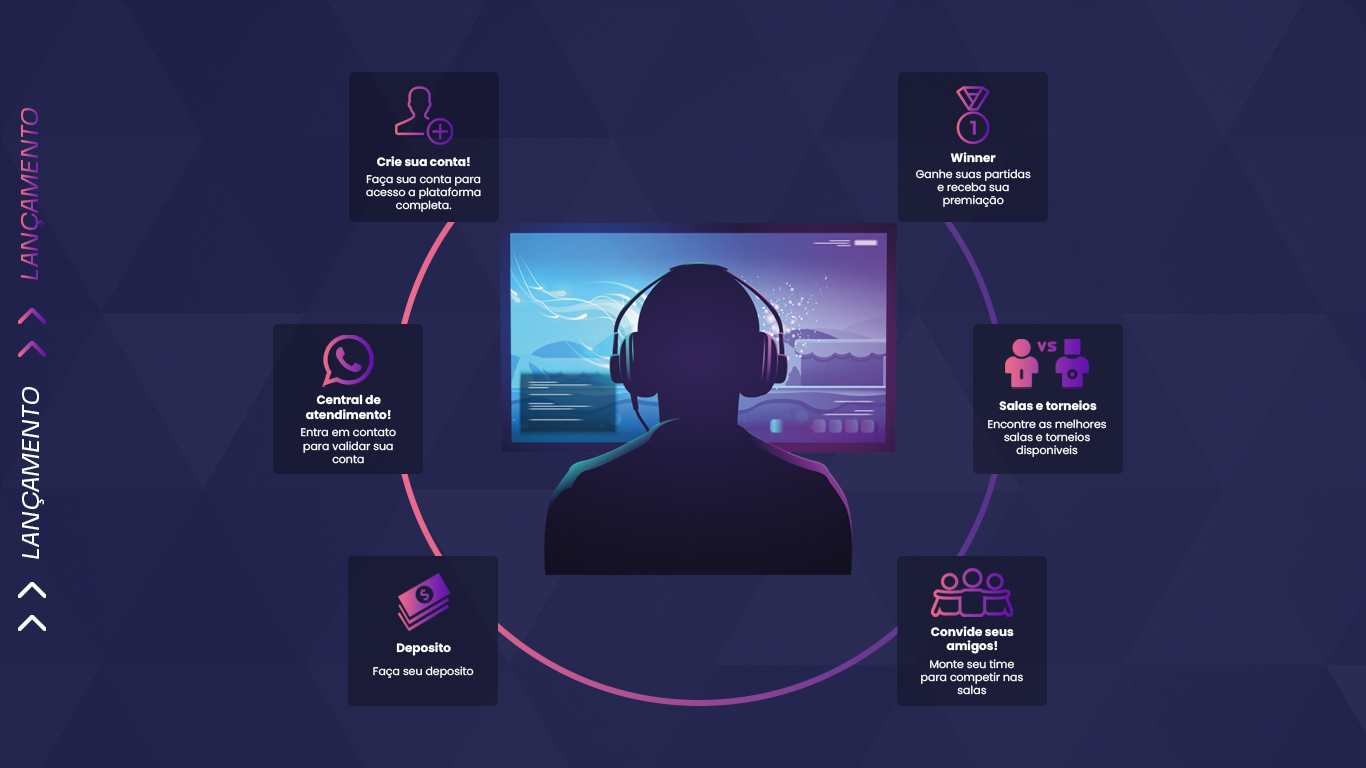 LANÇAMENTO
LANÇAMENTO
Crie sua conta!
Faça sua conta para
acesso a plataforma
completa.
Central de
atendimento!
Entra em contato
para validar sua
conta
$
Deposito
Faça seu deposito
1
Winner
Ganhe suas partidas
e receba sua
premiação
VS
Salas e torneios
Encontre as melhores
salas e torneios
disponiveis
Convide seus
amigos!
Monte seu time
para competir nas
salas